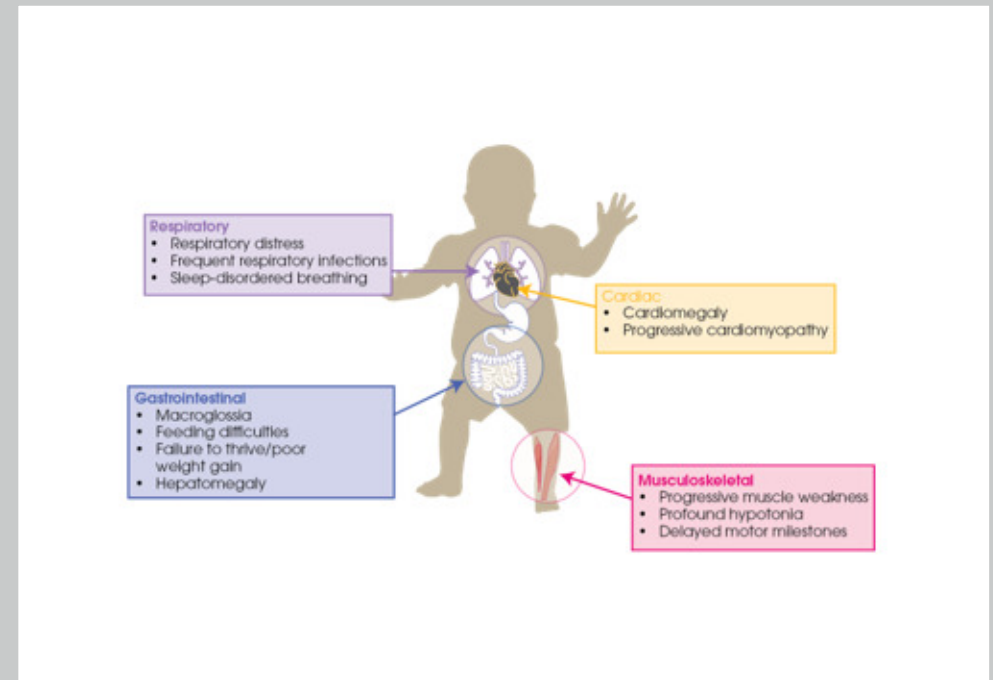 Respiratory
• Respiratory distress
• Frequent respiratory infections
• Sleep-disordered breathing
Cardiac
• Cardiomegaly
• Progressive cardiomyopathy
Gastrointestinal
• Macroglossia
• Feeding difficulties
• Failure to thrive/poor
weight gain
• Hepatomegaly
Musculoskeletal
• Progressive muscle weakness
• Profound hypotonia
• Delayed motor milestones